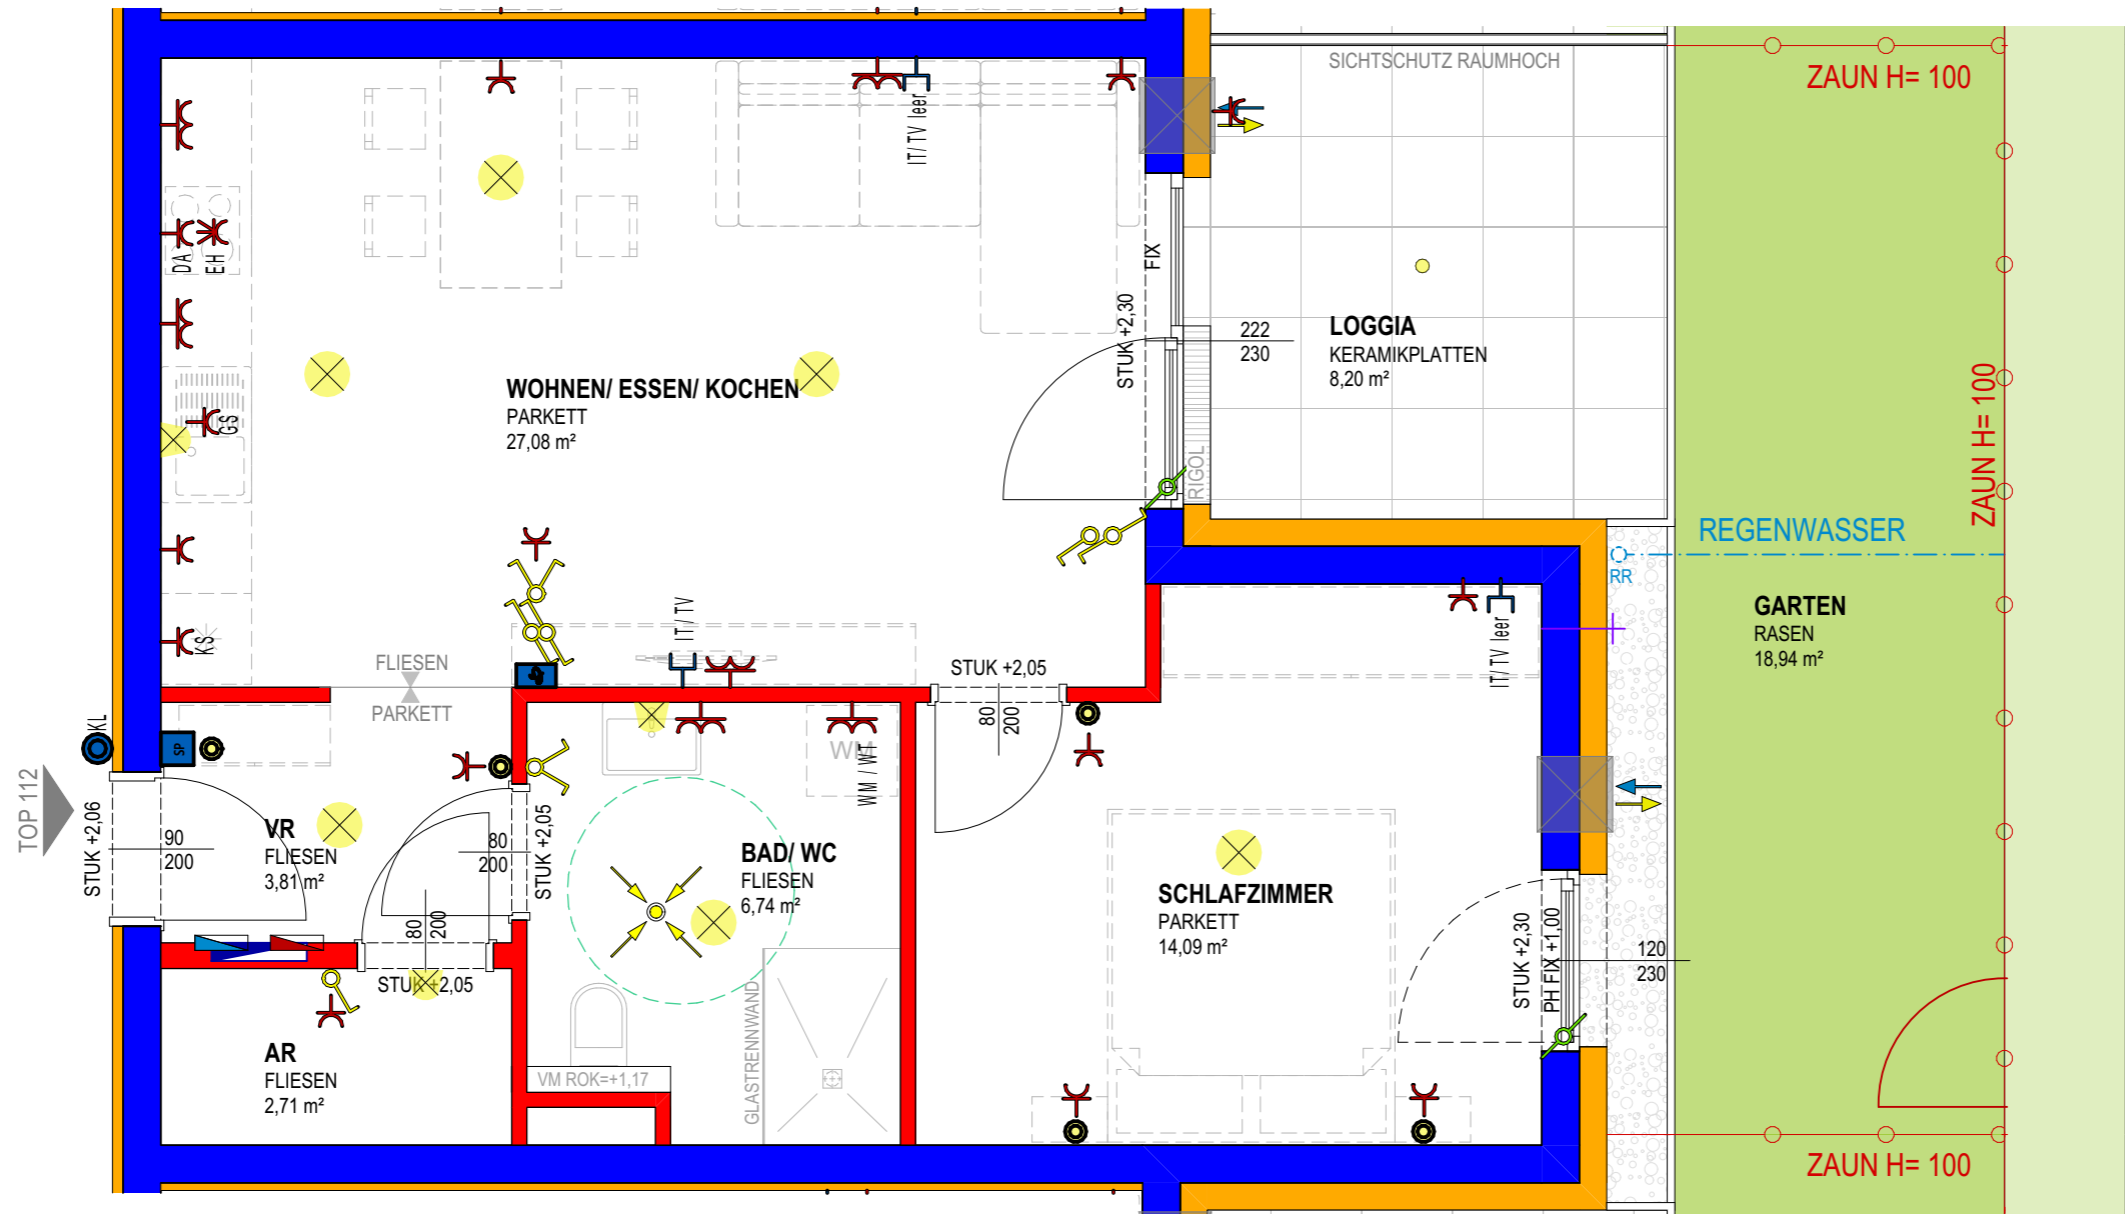 SICHTSCHUTZ RAUMHOCH
ZAUN H= 100
IT/ TV leer
DA
EH
FIX
STUK +2,30
222
230
LOGGIA
KERAMIKPLATTEN
8,20 m²
WOHNEN/ ESSEN/ KOCHEN
PARKETT
27,08 m²
GS
RIGOL
ZAUN H= 100
REGENWASSER
RR
GARTEN
RASEN
18,94 m²
IT/ TV
IT/ TV leer
KS
FLIESEN
PARKETT
STUK +2,05
80
200
KL
SP
WM
WM / WT
TOP 112
STUK +2,06
90
200
VR
FLIESEN
3,81 m²
80
200
STUK +2,05
BAD/ WC
FLIESEN
6,74 m²
SCHLAFZIMMER
PARKETT
14,09 m²
80
200
STUK +2,05
STUK +2,30
PH FIX +1,00
120
230
GLASTRENNWAND
AR
FLIESEN
2,71 m²
VM ROK=+1,17
ZAUN H= 100